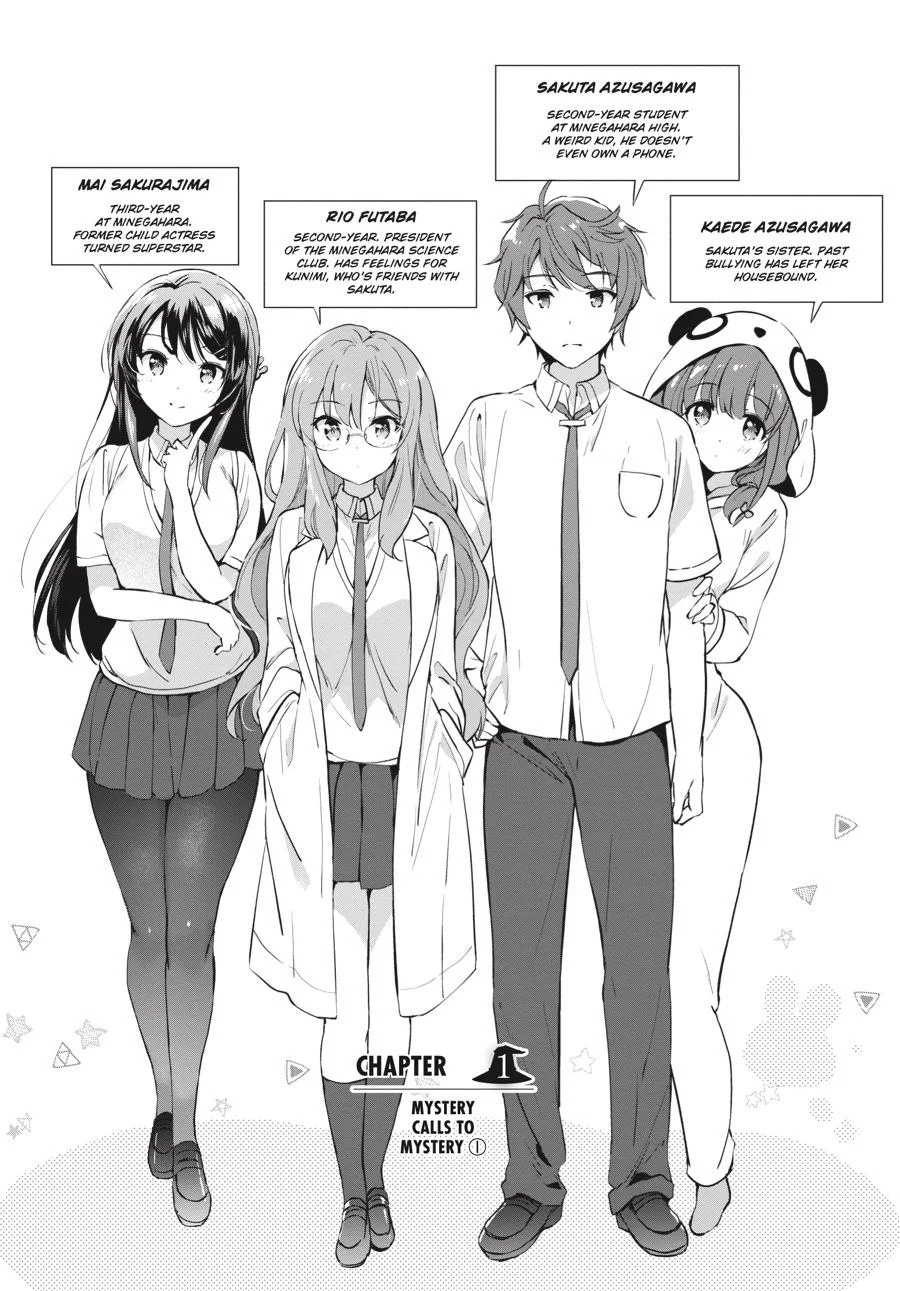 SAKUTA AZUSAGAWA
SECOND-YEAR STUDENT
AT MINEGAHARA HIGH.
A WEIRD KID, HE DOESN'T
EVEN OWN A PHONE.
MAI SAKURAJIMA
THIRD-YEAR
AT MINEGAHARA.
FORMER CHILD ACTRESS
TURNED SUPERSTAR.
RIO FUTABA
SECOND-YEAR. PRESIDENT
OF THE MINEGAHARA SCIENCE
CLUB. HAS FEELINGS FOR
KUNIMI, WHO'S FRIENDS WITH
SAKUTA.
KAEDE AZUSAGAWA
SAKUTA'S SISTER. PAST
BULLYING HAS LEFT HER
HOUSEBOUND.
CHAPTER 1
MYSTERY
CALLS TO
MYSTERY ①